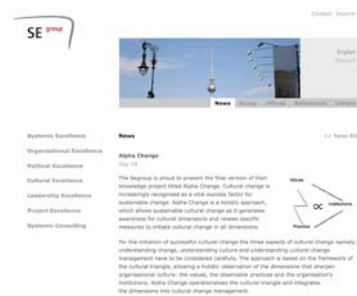 Contact Imprint
SE group
English
News Group Offices References Library
Systemic Excellence
Organisational Excellence
Political Excellence
Cultural Excellence
Leadership Excellence
Project Excellence
Systemic Consulting
News
>> News
Alpha Change
May 08
The Segroup is proud to present the final version of their
knowledge project titled Alpha Change. Cultural change is
increasingly recognised as a vital success factor for
sustainable change. Alpha Change is a holistic approach,
which allows sustainable cultural change as it generates
awareness for cultural dimensions and relates specific
measures to initiate cultural change in all dimensions.
Values
Institutions
Practice
For the initiation of successful cultural change the three aspects of cultural change namely;
understanding change, understanding culture and understanding cultural change
management have to be considered carefully. The approach is based on the framework of
the cultural triangle, allowing a holistic observation of the dimensions that sharpen
organisational culture: the values, the observable practices and the organisation's
institutions. Alpha Change operationalises the cultural triangle and integrates
the dimensions into cultural change management.